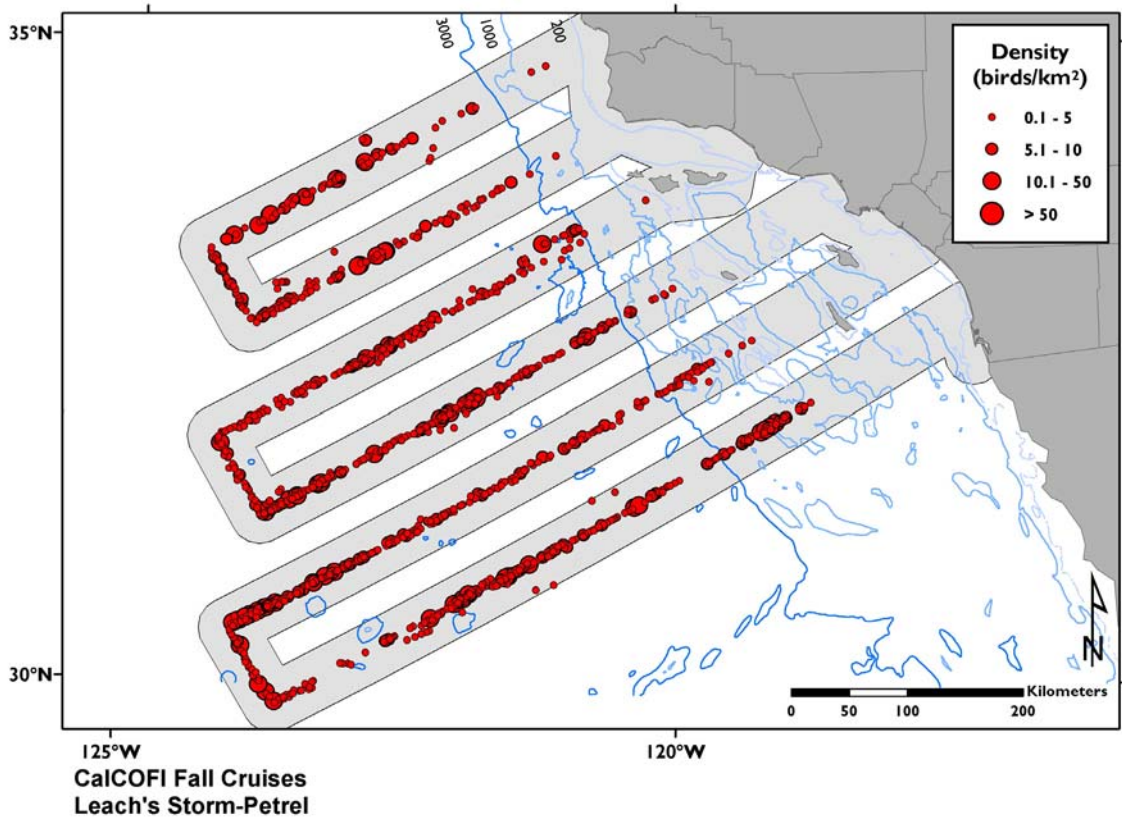 35°N
3000
1000
200
Density
(birds/km²)
0.1 - 5
5.1 - 10
10.1 - 50
> 50
30°N
N
Kilometers
0 50 100 200
125°W 120°W
CalCOFI Fall Cruises
Leach's Storm-Petrel